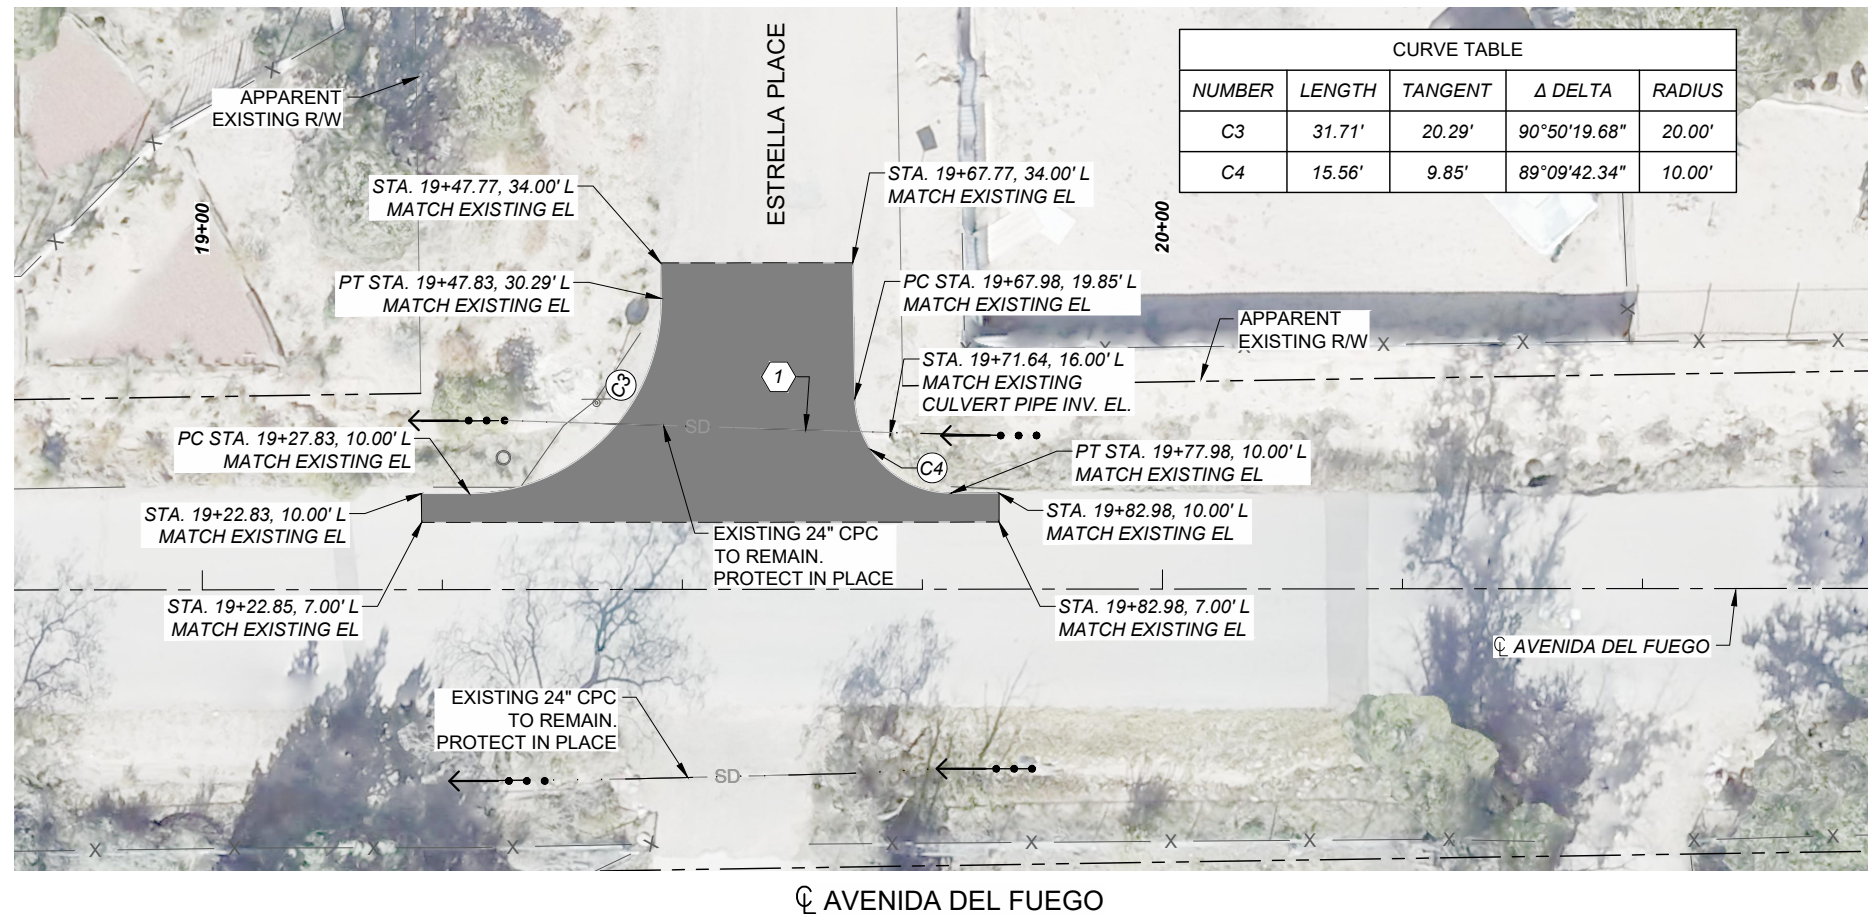 ESTRELLA PLACE
CURVE TABLE
NUMBER LENGTH TANGENT Δ DELTA RADIUS
C3 31.71' 20.29' 90°50'19.68" 20.00'
C4 15.56' 9.85' 89°09'42.34" 10.00'
APPARENT
EXISTING R/W
19+00
20+00
STA. 19+47.77, 34.00' L
MATCH EXISTING EL
STA. 19+67.77, 34.00' L
MATCH EXISTING EL
PT STA. 19+47.83, 30.29' L
MATCH EXISTING EL
PC STA. 19+67.98, 19.85' L
MATCH EXISTING EL
APPARENT
EXISTING R/W
STA. 19+71.64, 16.00' L
MATCH EXISTING
CULVERT PIPE INV. EL.
C3
1
SD
PC STA. 19+27.83, 10.00' L
MATCH EXISTING EL
C4
PT STA. 19+77.98, 10.00' L
MATCH EXISTING EL
STA. 19+22.83, 10.00' L
MATCH EXISTING EL
STA. 19+82.98, 10.00' L
MATCH EXISTING EL
EXISTING 24" CPC
TO REMAIN.
PROTECT IN PLACE
STA. 19+22.85, 7.00' L
MATCH EXISTING EL
STA. 19+82.98, 7.00' L
MATCH EXISTING EL
℄ AVENIDA DEL FUEGO
EXISTING 24" CPC
TO REMAIN.
PROTECT IN PLACE
SD
℄ AVENIDA DEL FUEGO